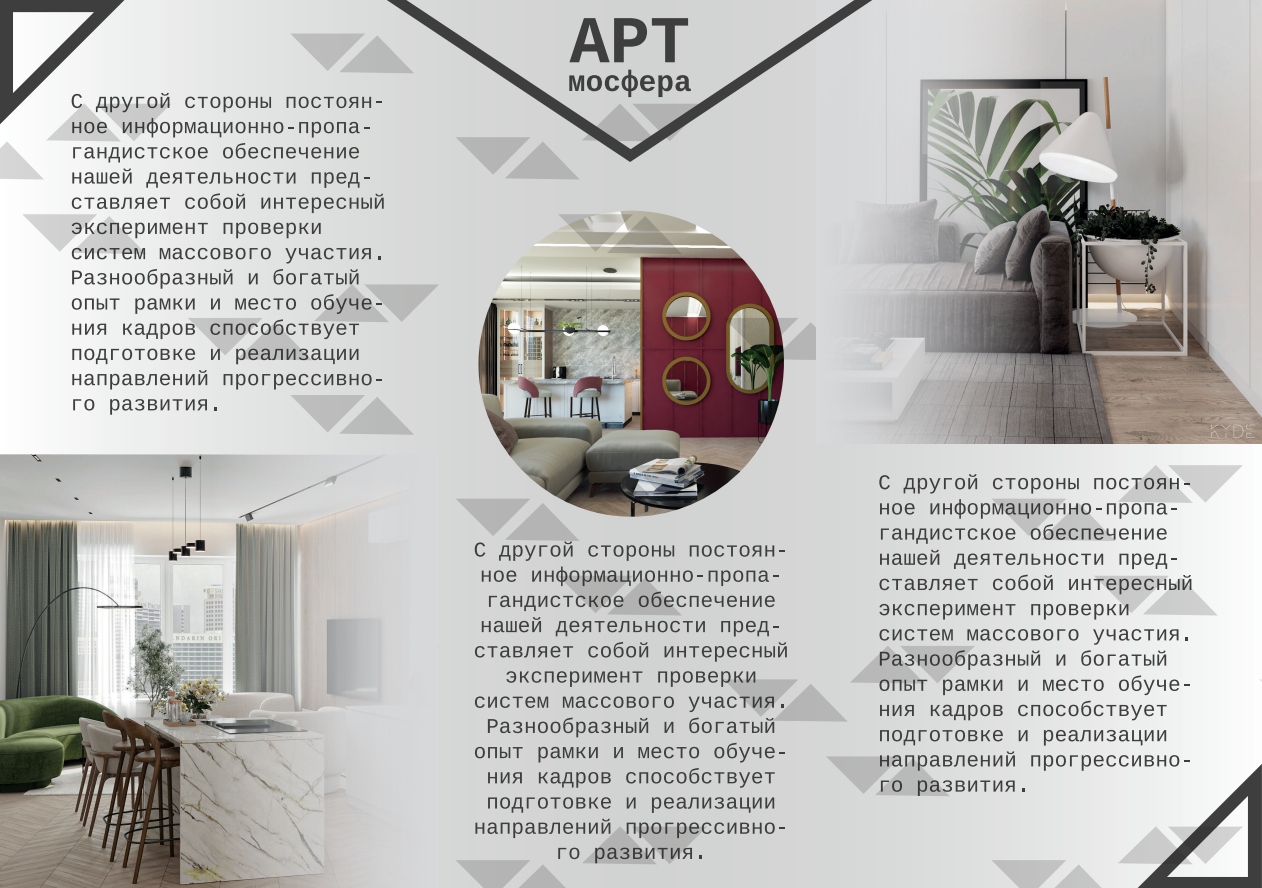 АРТ
мосфера
С другой стороны постоян-
ное информационно-пропа-
гандистское обеспечение
нашей деятельности пред-
ставляет собой интересный
эксперимент проверки
систем массового участия.
Разнообразный и богатый
опыт рамки и место обуче-
ния кадров способствует
подготовке и реализации
направлений прогрессивно-
го развития.
С другой стороны постоян-
ное информационно-пропа-
гандистское обеспечение
нашей деятельности пред-
ставляет собой интересный
эксперимент проверки
систем массового участия.
Разнообразный и богатый
опыт рамки и место обуче-
ния кадров способствует
подготовке и реализации
направлений прогрессивно-
го развития.
KYDE
С другой стороны постоян-
ное информационно-пропа-
гандистское обеспечение
нашей деятельности пред-
ставляет собой интересный
эксперимент проверки
систем массового участия.
Разнообразный и богатый
опыт рамки и место обуче-
ния кадров способствует
подготовке и реализации
направлений прогрессивно-
го развития.